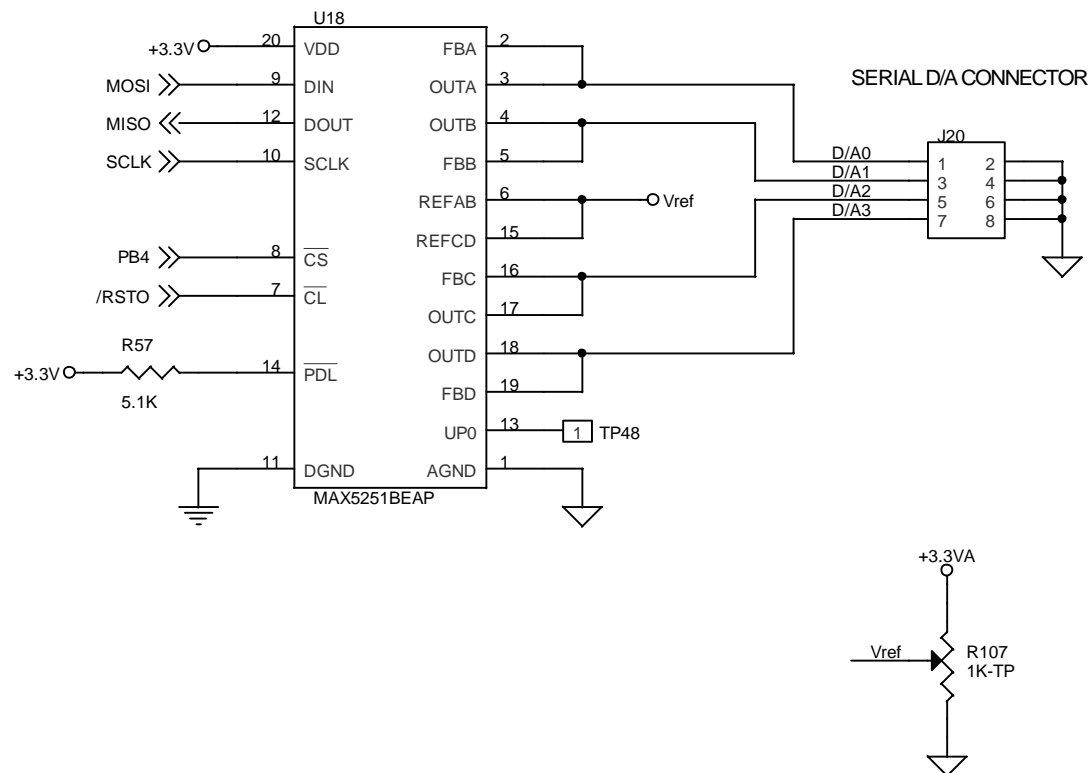 U18
+3.3V 20 VDD FBA 2
MOSI 9 DIN OUTA 3
SERIAL D/A CONNECTOR
MISO 12 DOUT OUTB 4
J20
SCLK 10 SCLK FBB 5
D/A0 1 2
D/A1 3 4
D/A2 5 6
D/A3 7 8
REFAB 6 Vref
REFCD 15
PB4 8 CS FBC 16
/RSTO 7 CL OUTC 17
R57
OUTD 18
+3.3V 14 PDL
5.1K
FBD 19
UP0 13 1 TP48
11 DGND AGND 1
MAX5251BEAP
+3.3VA
Vref R107
1K-TP